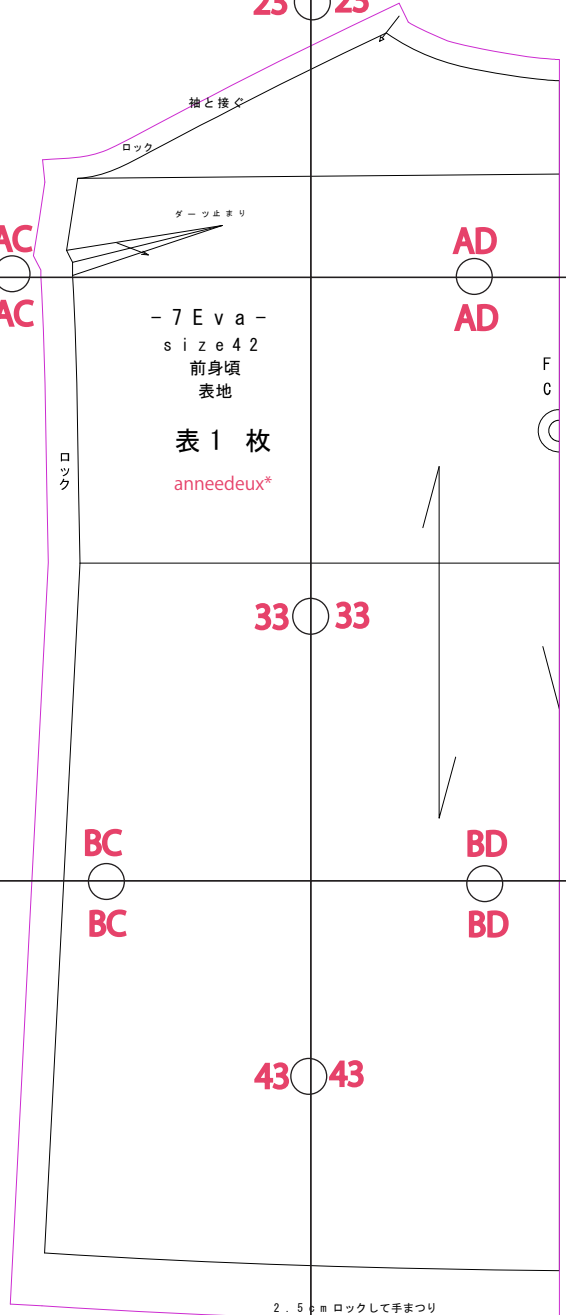 23 23
袖と接ぐ
ロック
ダーツ止まり
AC
AD
AC
AD
-7Eva-
size42
前身頃
表地
F
C
表1 枚
ロック
anneedeux*
33 33
BC
BD
BC
BD
43 43
2.5cmロックして手まつり